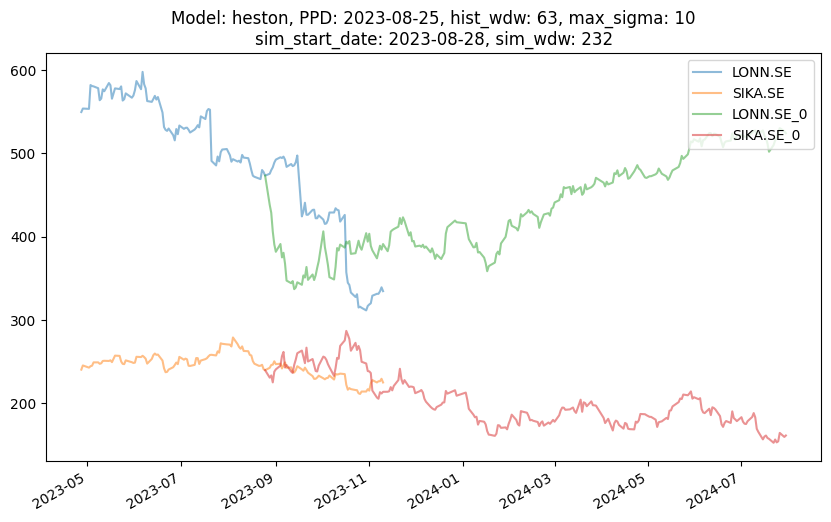 Model: heston, PPD: 2023-08-25, hist_wdw: 63, max_sigma: 10
sim_start_date: 2023-08-28, sim_wdw: 232
LONN.SE
SIKA.SE
LONN.SE_0
SIKA.SE_0
600
500
400
300
200
2023-05
2023-07
2023-09
2023-11
2024-01
2024-03
2024-05
2024-07